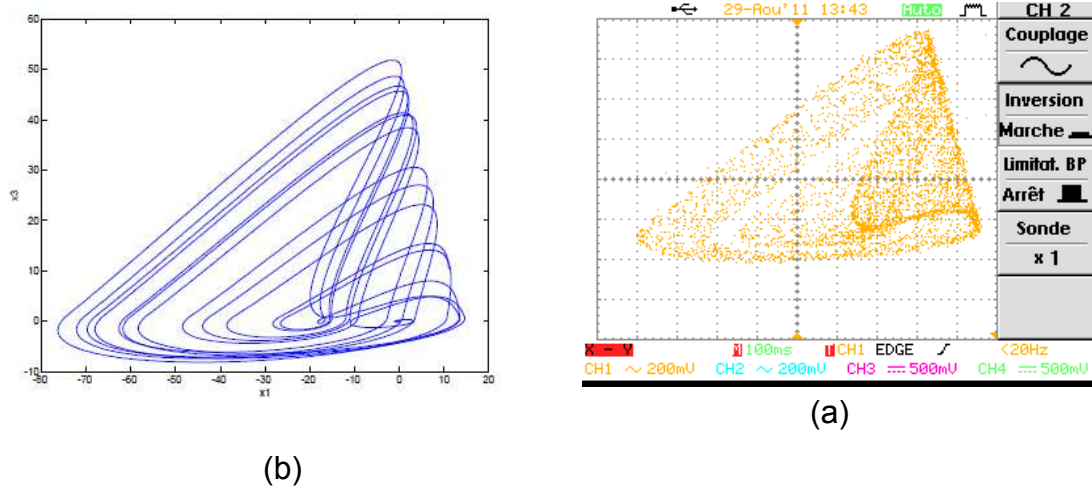 60
50
40
30
20
10
0
-10
x3
-80 -70 -60 -50 -40 -30 -20 -10 0 10 20
x1
(b)
29-Aou'11 13:43 Auto CH 2
Couplage
Inversion
Marche
Limitat. BP
Arrêt
Sonde
x 1
X - Y M 100ms T CH1 EDGE <20Hz
CH1 200mV CH2 200mV CH3 500mV CH4 500mV
(a)